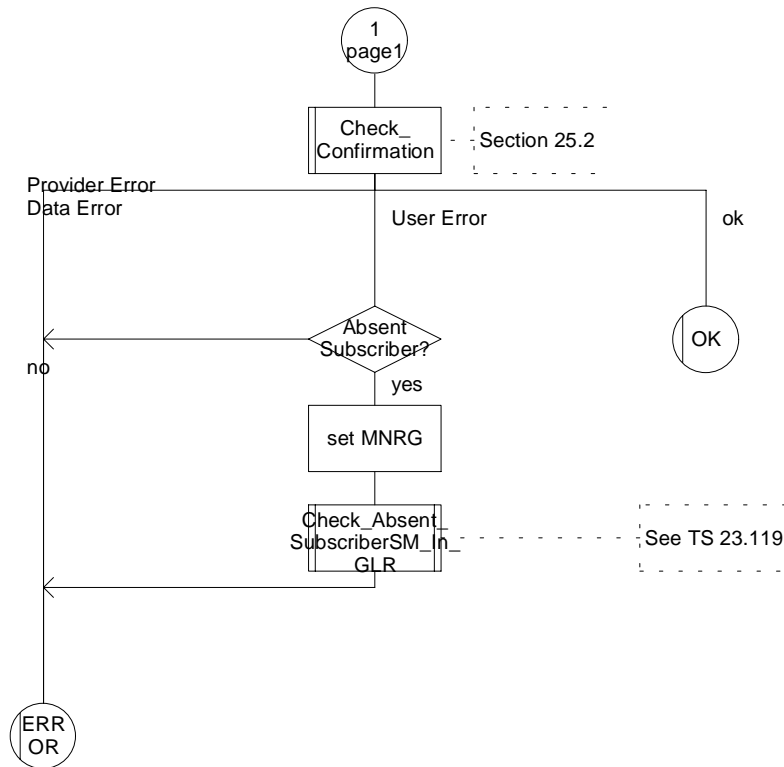 1
page1
Check_
Confirmation
Section 25.2
Provider Error
Data Error
User Error
ok
Absent
Subscriber?
OK
no
yes
set MNRG
Check_Absent_
SubscriberSM_In_
GLR
See TS 23.119
ERR
OR